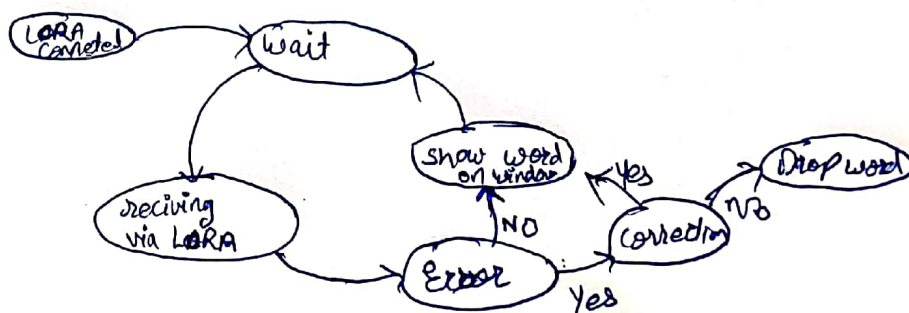 LORA
conneted
wait
show word
on window
Yes
Drop word
NO
reciving
via LORA
NO
correction
Error
Yes